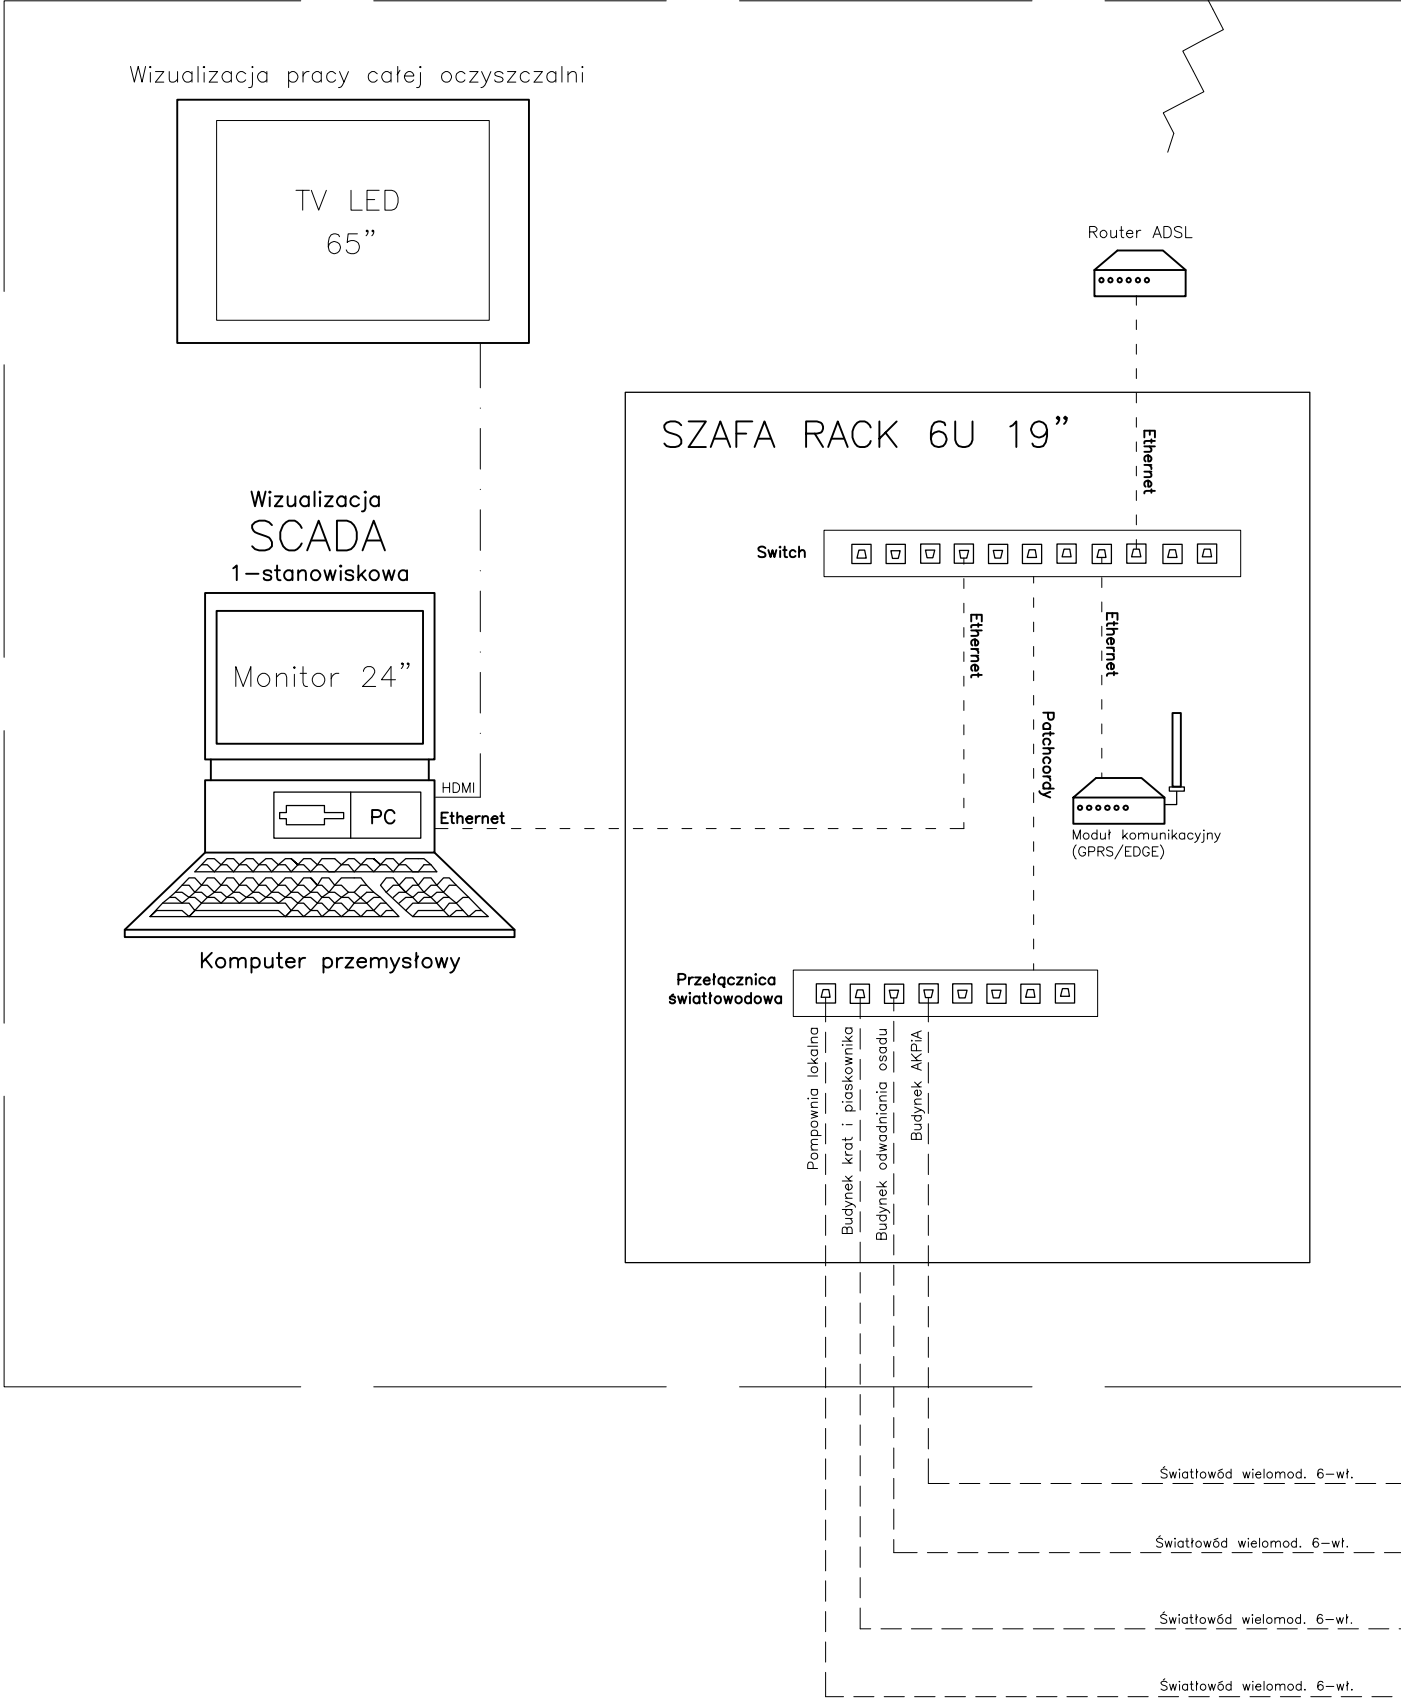 Wizualizacja pracy całej oczyszczalni
TV LED
65”
Router ADSL
SZAFA RACK 6U 19”
Ethernet
Wizualizacja
SCADA
1-stanowiskowa
Switch
Monitor 24”
Ethernet
Ethernet
Patchcordy
HDMI
PC
Ethernet
Moduł komunikacyjny
(GPRS/EDGE)
Komputer przemysłowy
Przełącznica
światłowodowa
Pompownia lokalna
Budynek krat i piaskownika
Budynek odwadniania osadu
Budynek AKPiA
Światłowód wielomod. 6-wł.
Światłowód wielomod. 6-wł.
Światłowód wielomod. 6-wł.
Światłowód wielomod. 6-wł.